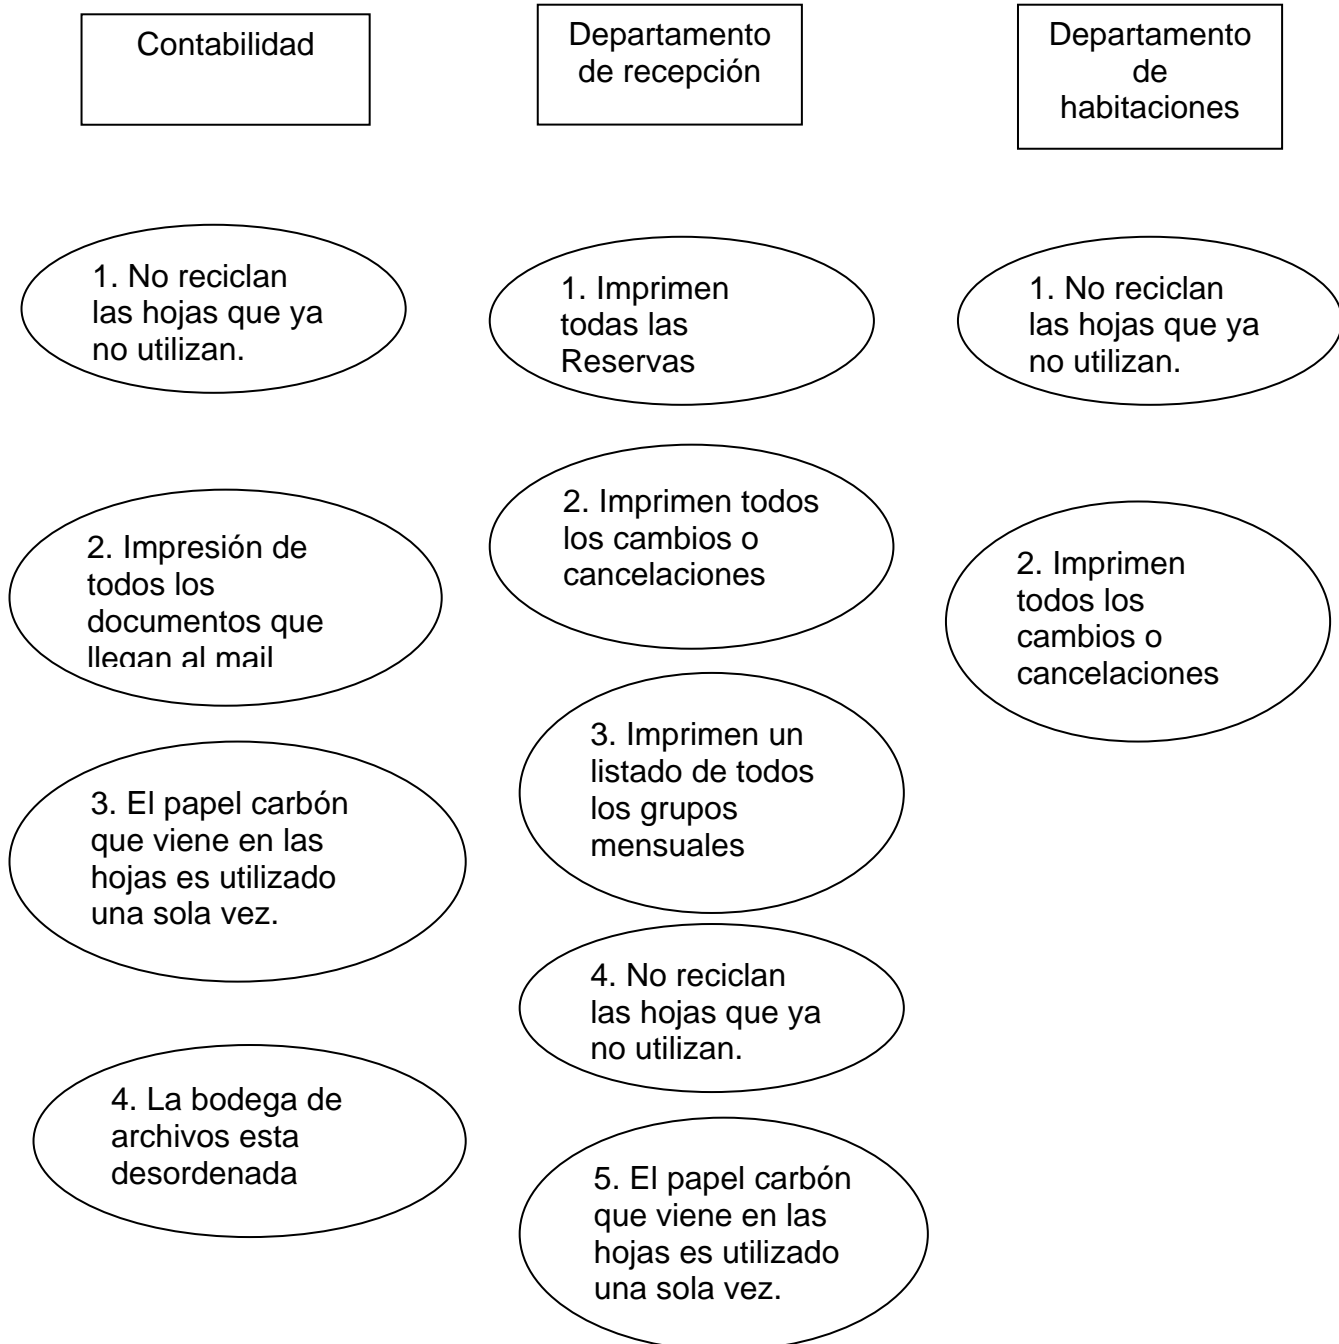 Contabilidad
Departamento
de recepción
Departamento
de
habitaciones
1. No reciclan
las hojas que ya
no utilizan.
2. Impresión de
todos los
documentos que
llegan al mail
3. El papel carbón
que viene en las
hojas es utilizado
una sola vez.
4. La bodega de
archivos esta
desordenada
1. Imprimen
todas las
Reservas
2. Imprimen todos
los cambios o
cancelaciones
3. Imprimen un
listado de todos
los grupos
mensuales
4. No reciclan
las hojas que ya
no utilizan.
5. El papel carbón
que viene en las
hojas es utilizado
una sola vez.
1. No reciclan
las hojas que ya
no utilizan.
2. Imprimen
todos los
cambios o
cancelaciones